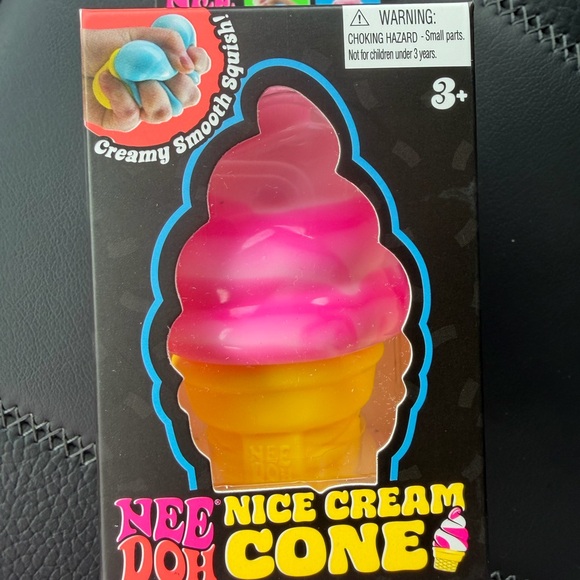 NEE
WARNING:
CHOKING HAZARD - Small parts.
Not for children under 3 years.
3+
Creamy Smooth Squish!
NEE
DOH
NEE® DOH
NICE CREAM
CONE